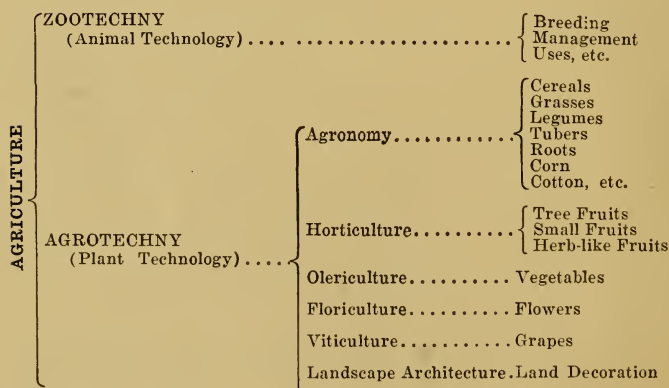 AGRICULTURE
ZOOTECHNY
(Animal Technology) .... ....................
Breeding
Management
Uses, etc.
AGROTECHNY
(Plant Technology) ....
Agronomy............
Cereals
Grasses
Legumes
Tubers
Roots
Corn
Cotton, etc.
Horticulture..........
Tree Fruits
Small Fruits
Herb-like Fruits
Olericulture.......... Vegetables
Floriculture.......... Flowers
Viticulture.......... Grapes
Landscape Architecture.Land Decoration